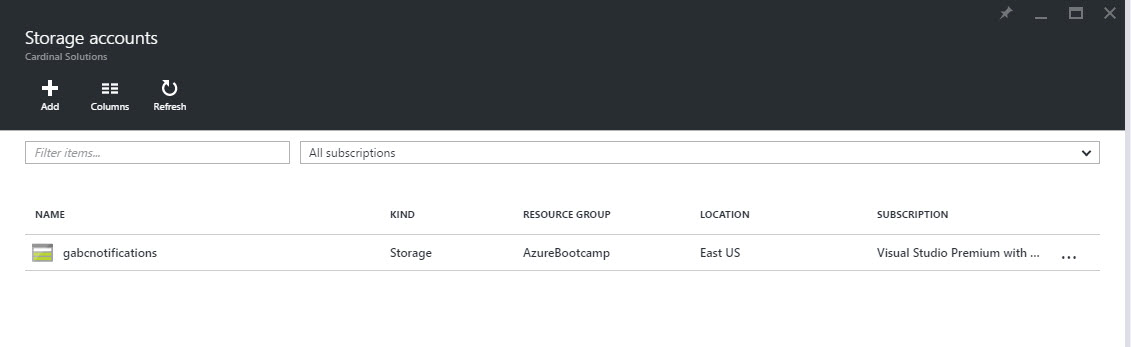 Storage accounts
Cardinal Solutions
Add Columns Refresh
Filter items... All subscriptions
NAME KIND RESOURCE GROUP LOCATION SUBSCRIPTION
gabcnotifications Storage AzureBootcamp East US Visual Studio Premium with ... ...